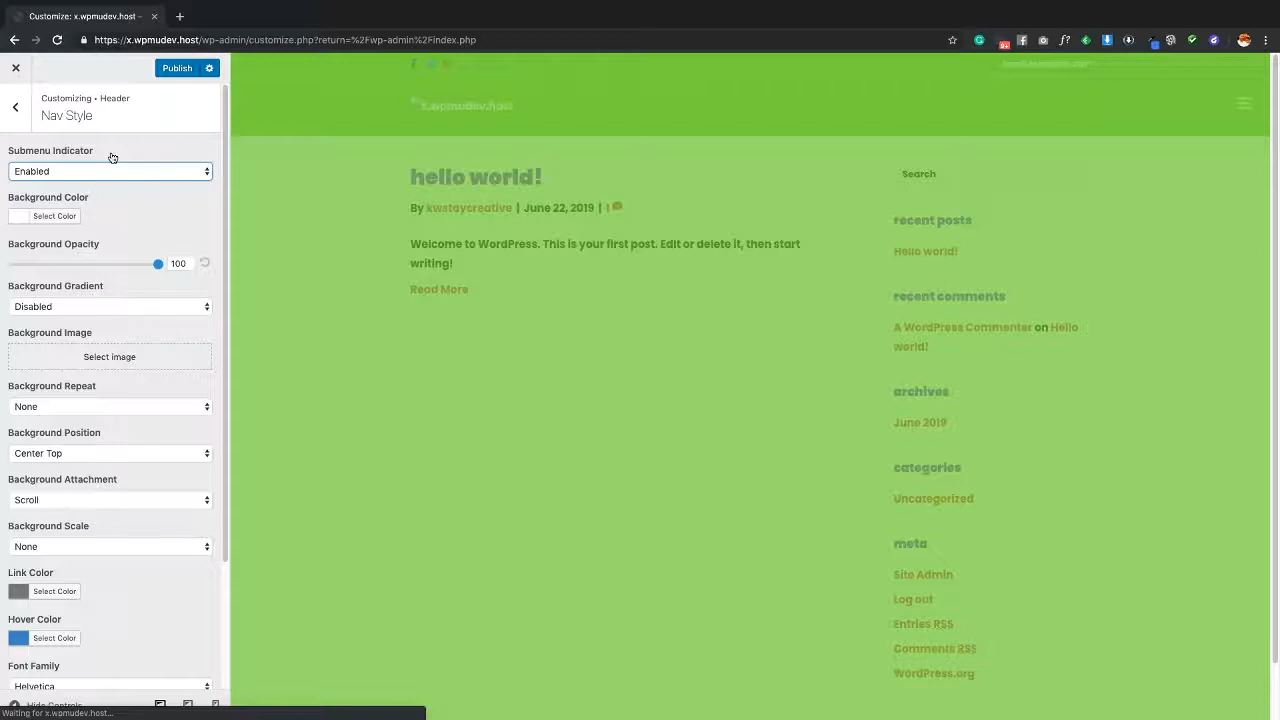 Customize: x.wpmudev.host –
https://x.wpmudev.host/wp-admin/customize.php?return=%2Fwp-admin%2Findex.php
Publish
Customizing • Header
Nav Style
Submenu Indicator
Enabled
Background Color
Select Color
Background Opacity
100
Background Gradient
Disabled
Background Image
Select image
Background Repeat
None
Background Position
Center Top
Background Attachment
Scroll
Background Scale
None
Link Color
Select Color
Hover Color
Select Color
Font Family
Helvetica
Hide Controls
Waiting for x.wpmudev.host...
x.wpmudev.host
hello world!
By kwstaycreative | June 22, 2019 | 1
Welcome to WordPress. This is your first post. Edit or delete it, then start
writing!
Read More
Search
recent posts
Hello world!
recent comments
A WordPress Commenter on Hello
world!
archives
June 2019
categories
Uncategorized
meta
Site Admin
Log out
Entries RSS
Comments RSS
WordPress.org